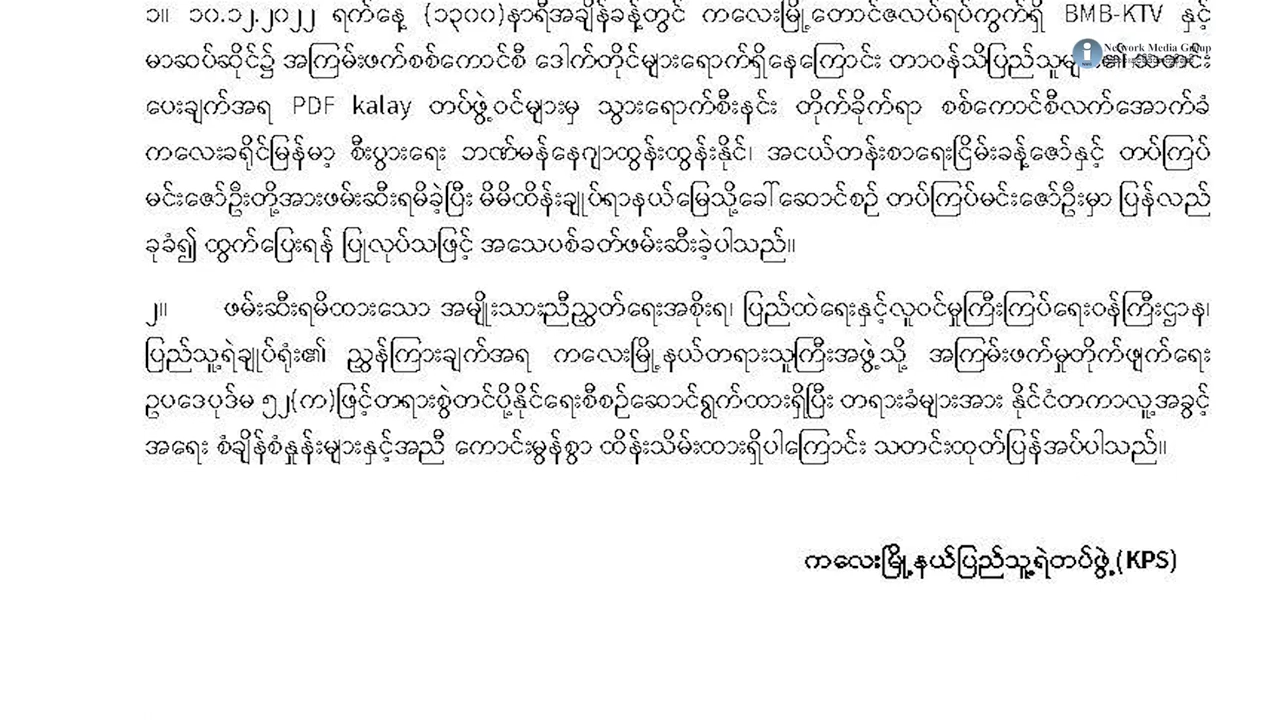 ၁။ ၁၀.၁၂.၂၀၂၂ ရက်နေ့ (၁၃၀၀)နာရီအချိန်ခန့်တွင် ကလေးမြို့တောင်ဇလပ်ရပ်ကွက်ရှိ BMB-KTV နှင့်
Network Media Group
မာဆပ်ဆိုင်၌ အကြမ်းဖက်စစ်ကောင်စီ ဒေါက်တိုင်များရောက်ရှိနေကြောင်း တာဝန်သိပြည်သူများ၏ သတင်း
ပေးချက်အရ PDF kalay တပ်ဖွဲ့ဝင်များမှ သွားရောက်စီးနင်း တိုက်ခိုက်ရာ စစ်ကောင်စီလက်အောက်ခံ
ကလေးခရိုင်မြန်မာ့ စီးပွားရေး ဘဏ်မန်နေဂျာထွန်းထွန်းနိုင်၊ အငယ်တန်းစာရေးငြိမ်းခန့်ဇော်နှင့် တပ်ကြပ်
မင်းဇော်ဦးတို့အားဖမ်းဆီးရမိခဲ့ပြီး မိမိထိန်းချုပ်ရာနယ်မြေသို့ခေါ်ဆောင်စဉ် တပ်ကြပ်မင်းဇော်ဦးမှာ ပြန်လည်
ခုခံ၍ ထွက်ပြေးရန် ပြုလုပ်သဖြင့် အသေပစ်ခတ်ဖမ်းဆီးခဲ့ပါသည်။
၂။ ဖမ်းဆီးရမိထားသော အမျိုးသားညီညွတ်ရေးအစိုးရ၊ ပြည်ထဲရေးနှင့်လူဝင်မှုကြီးကြပ်ရေးဝန်ကြီးဌာန၊
ပြည်သူ့ရဲချုပ်ရုံး၏ ညွှန်ကြားချက်အရ ကလေးမြို့နယ်တရားသူကြီးအဖွဲ့သို့ အကြမ်းဖက်မှုတိုက်ဖျက်ရေး
ဥပဒေပုဒ်မ ၅၂(က)ဖြင့်တရားစွဲတင်ပို့နိုင်ရေးစီစဉ်ဆောင်ရွက်ထားရှိပြီး တရားခံများအား နိုင်ငံတကာလူ့အခွင့်
အရေး စံချိန်စံနှုန်းများနှင့်အညီ ကောင်းမွန်စွာ ထိန်းသိမ်းထားရှိပါကြောင်း သတင်းထုတ်ပြန်အပ်ပါသည်။
ကလေးမြို့နယ်ပြည်သူ့ရဲတပ်ဖွဲ့(KPS)